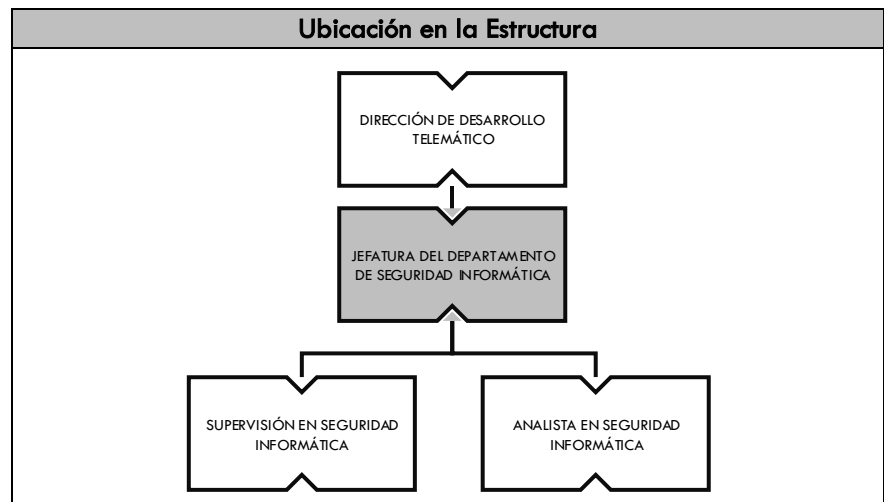 Ubicación en la Estructura
DIRECCIÓN DE DESARROLLO
TELEMÁTICO
JEFATURA DEL DEPARTAMENTO
DE SEGURIDAD INFORMÁTICA
SUPERVISIÓN EN SEGURIDAD
INFORMÁTICA
ANALISTA EN SEGURIDAD
INFORMÁTICA